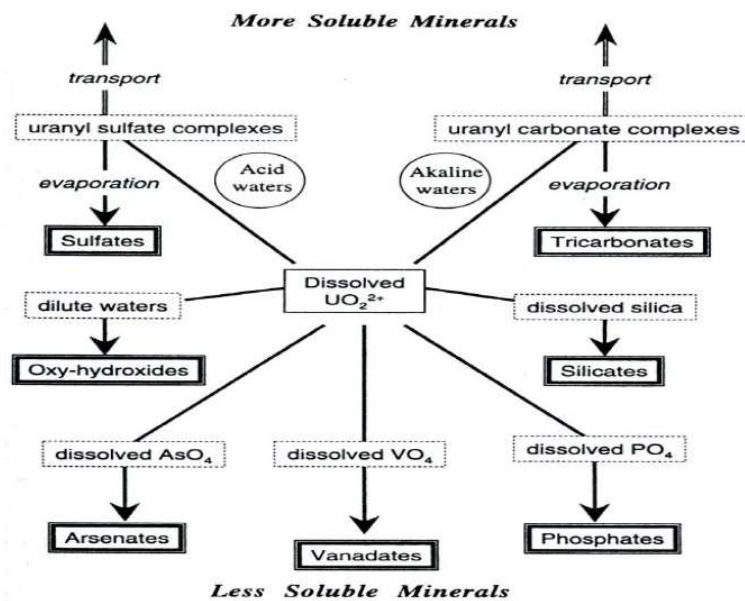 More Soluble Minerals
transport
transport
uranyl sulfate complexes
uranyl carbonate complexes
Acid
waters
Akaline
waters
evaporation
evaporation
Sulfates
Tricarbonates
Dissolved
UO₂²⁺
dilute waters
dissolved silica
Oxy-hydroxides
Silicates
dissolved AsO₄
dissolved VO₄
dissolved PO₄
Arsenates
Vanadates
Phosphates
Less Soluble Minerals